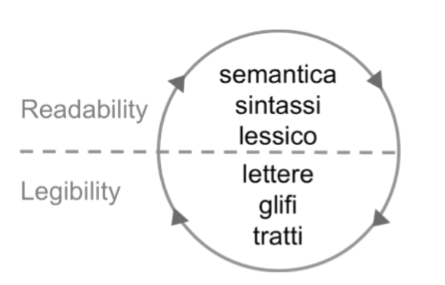 semantica
sintassi
Readability
lessico
lettere
Legibility
glifi
tratti